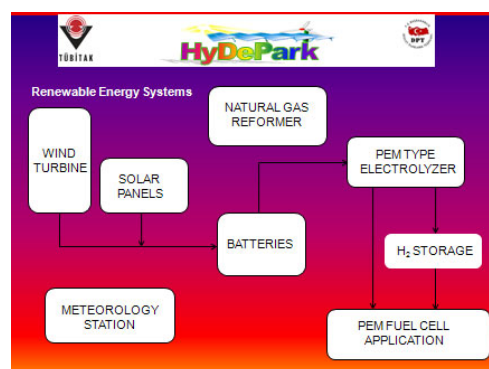 TÜBİTAK
HyDePark
DPT
Renewable Energy Systems
NATURAL GAS
REFORMER
WIND
TURBINE
SOLAR
PANELS
PEM TYPE
ELECTROLYZER
BATTERIES
H₂ STORAGE
METEOROLOGY
STATION
PEM FUEL CELL
APPLICATION